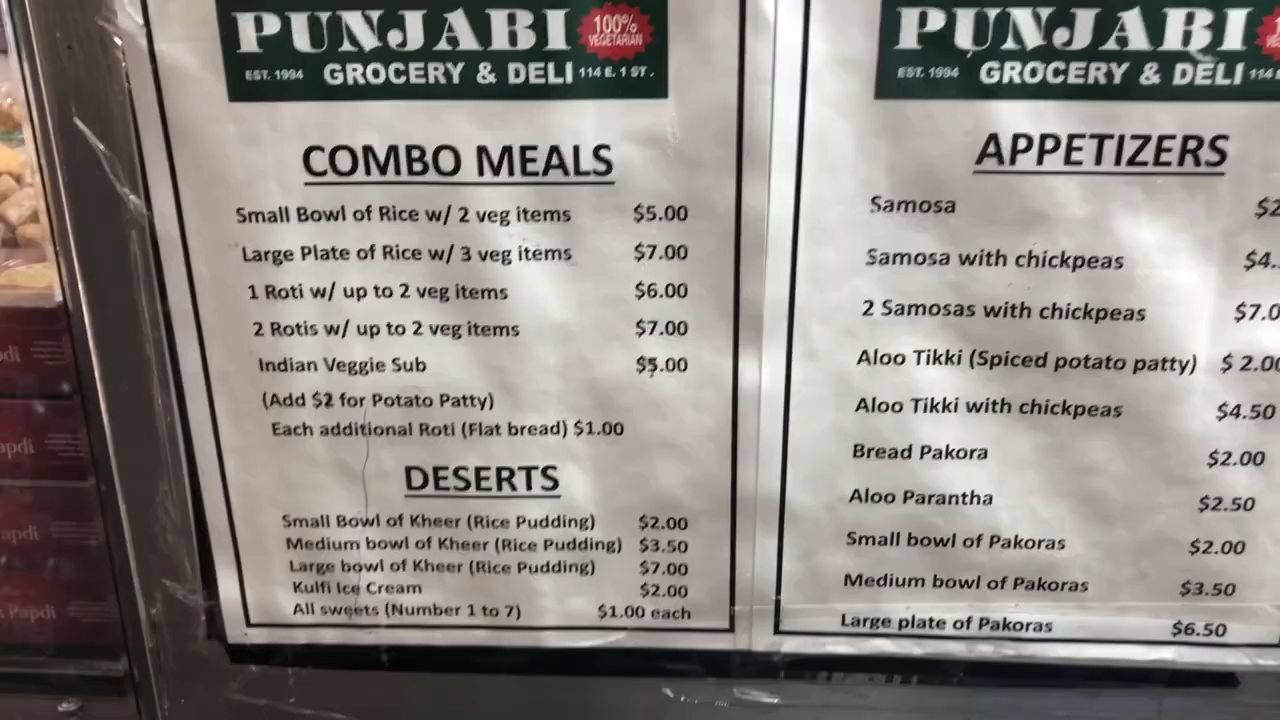 PUNJABI
100%
VEGETARIAN
EST. 1994 GROCERY & DELI 114 E. 1 ST.
COMBO MEALS
Small Bowl of Rice w/ 2 veg items $5.00
Large Plate of Rice w/ 3 veg items $7.00
1 Roti w/ up to 2 veg items $6.00
2 Rotis w/ up to 2 veg items $7.00
Indian Veggie Sub $5.00
(Add $2 for Potato Patty)
Each additional Roti (Flat bread) $1.00
DESERTS
Small Bowl of Kheer (Rice Pudding) $2.00
Medium bowl of Kheer (Rice Pudding) $3.50
Large bowl of Kheer (Rice Pudding) $7.00
Kulfi Ice Cream $2.00
All sweets (Number 1 to 7) $1.00 each
PUNJABI
EST. 1994 GROCERY & DELI 114
APPETIZERS
Samosa $2
Samosa with chickpeas $4.
2 Samosas with chickpeas $7.0
Aloo Tikki (Spiced potato patty) $ 2.00
Aloo Tikki with chickpeas $4.50
Bread Pakora $2.00
Aloo Parantha $2.50
Small bowl of Pakoras $2.00
Medium bowl of Pakoras $3.50
Large plate of Pakoras $6.50
Papdi